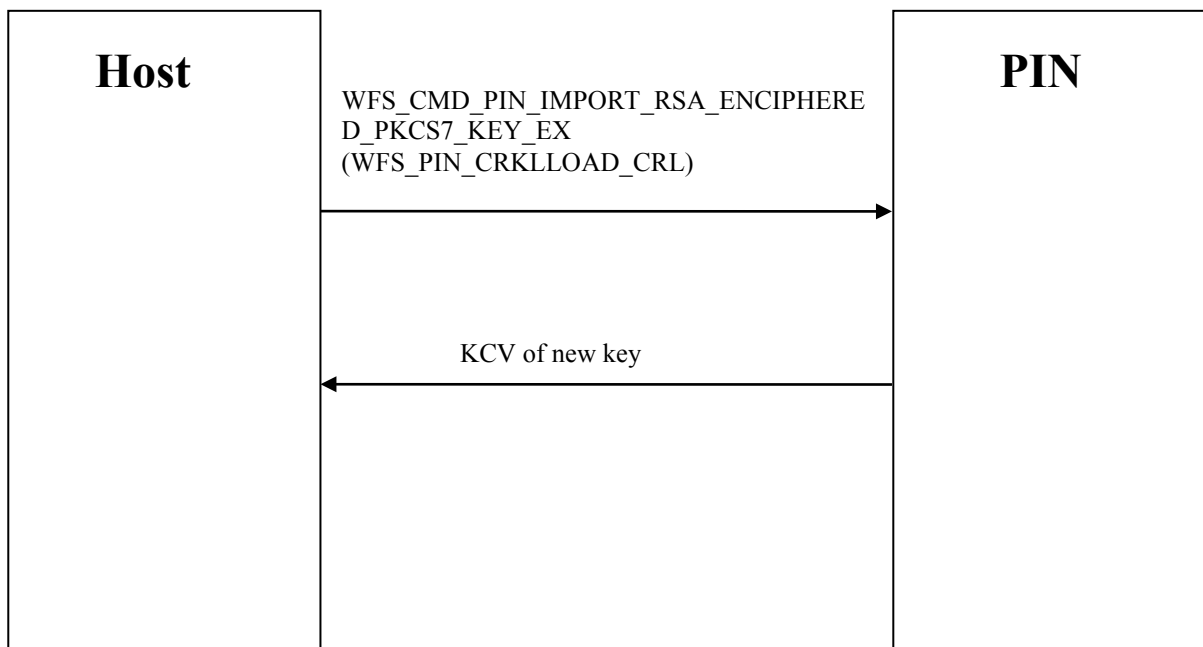 Host
PIN
WFS_CMD_PIN_IMPORT_RSA_ENCIPHERE
D_PKCS7_KEY_EX
(WFS_PIN_CRKLLOAD_CRL)
KCV of new key